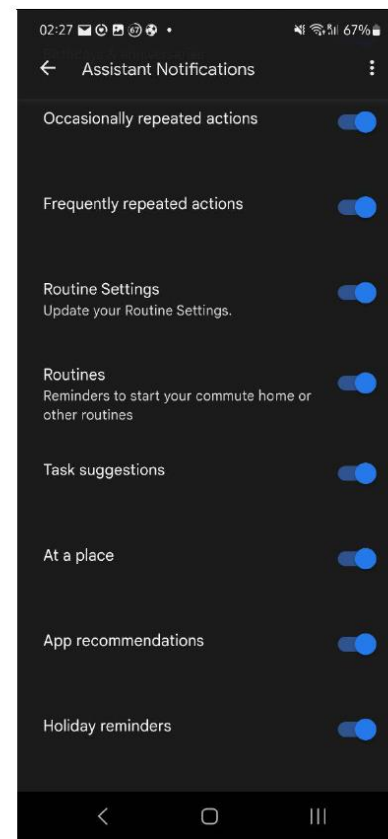 02:27 67%
Assistant Notifications
Occasionally repeated actions
Frequently repeated actions
Routine Settings
Update your Routine Settings.
Routines
Reminders to start your commute home or
other routines
Task suggestions
At a place
App recommendations
Holiday reminders